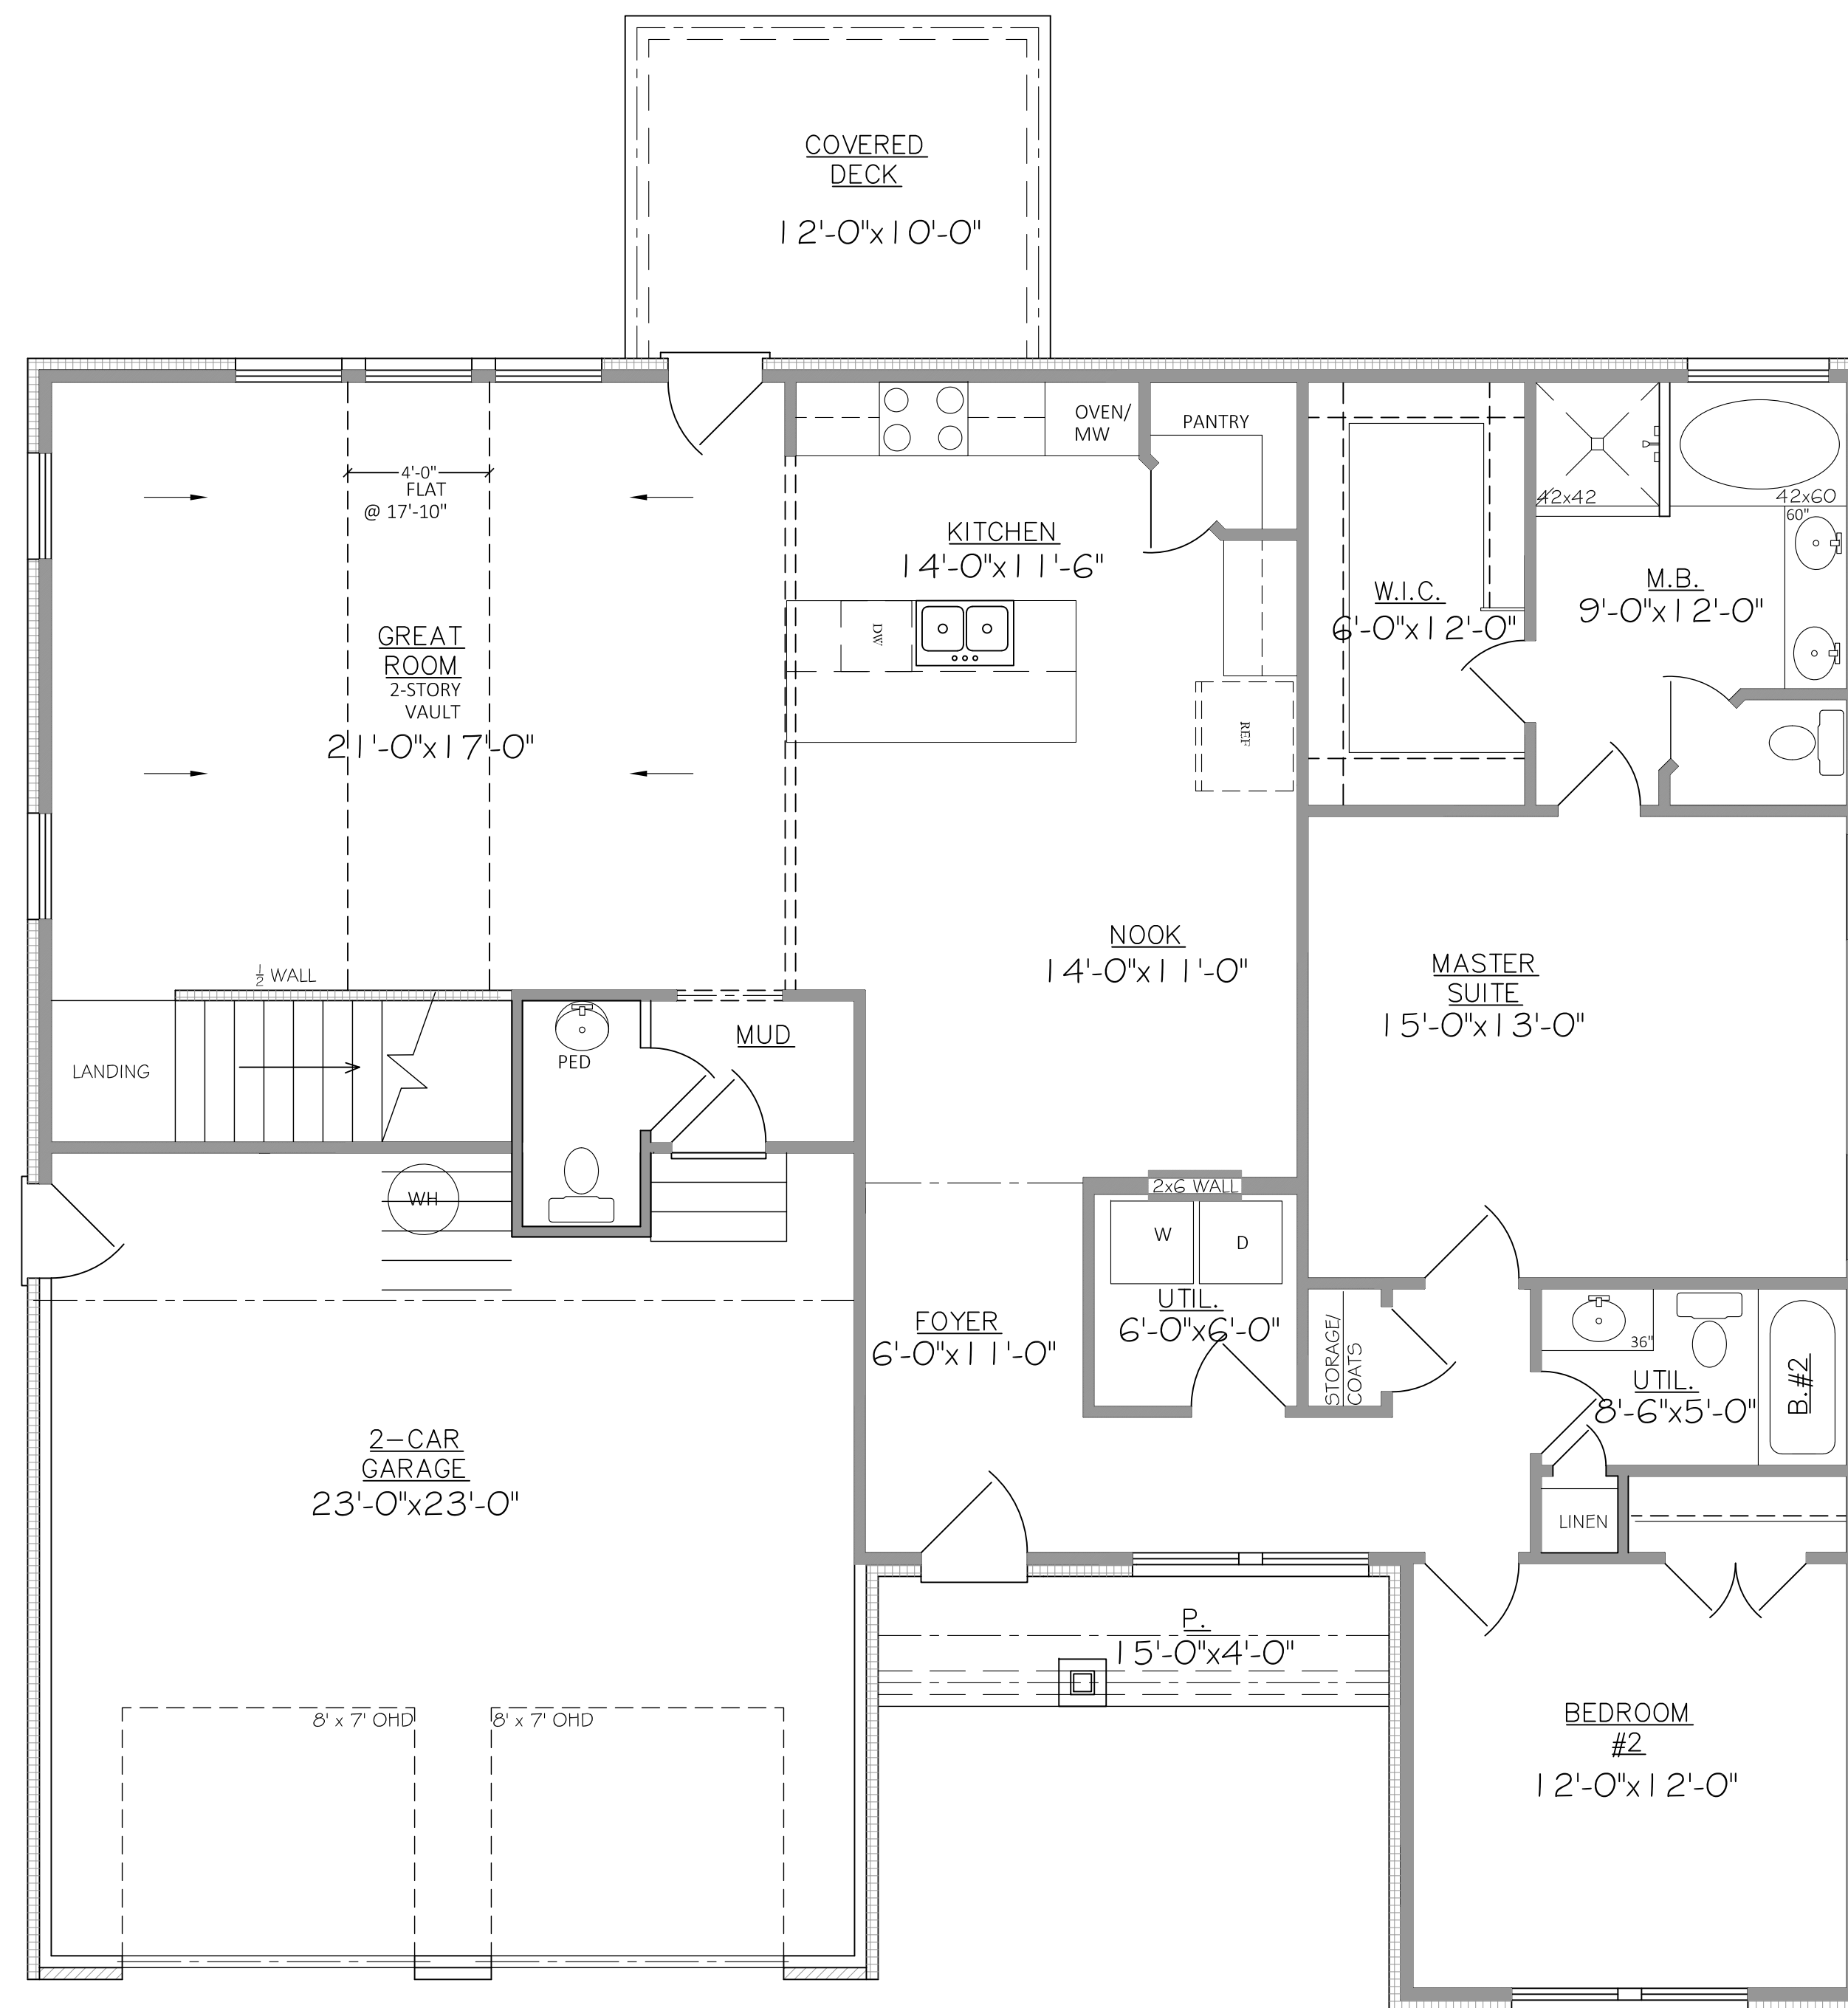 COVERED
DECK
12'-0"x10'-0"
OVEN/
MW
PANTRY
4'-0"
FLAT
@ 17'-10"
42x42
42x60
60"
KITCHEN
14'-0"x11'-6"
W.I.C.
6'-0"x12'-0"
M.B.
9'-0"x12'-0"
DW
GREAT
ROOM
2-STORY
VAULT
21'-0"x17'-0"
REF
NOOK
14'-0"x11'-0"
MASTER
SUITE
15'-0"x13'-0"
½ WALL
LANDING
PED
MUD
WH
2x6 WALL
W
D
UTIL.
6'-0"x6'-0"
FOYER
6'-0"x11'-0"
STORAGE/
COATS
36"
UTIL.
8'-6"x5'-0"
B.#2
2-CAR
GARAGE
23'-0"x23'-0"
LINEN
P.
15'-0"x4'-0"
8' x 7' OHD
8' x 7' OHD
BEDROOM
#2
12'-0"x12'-0"